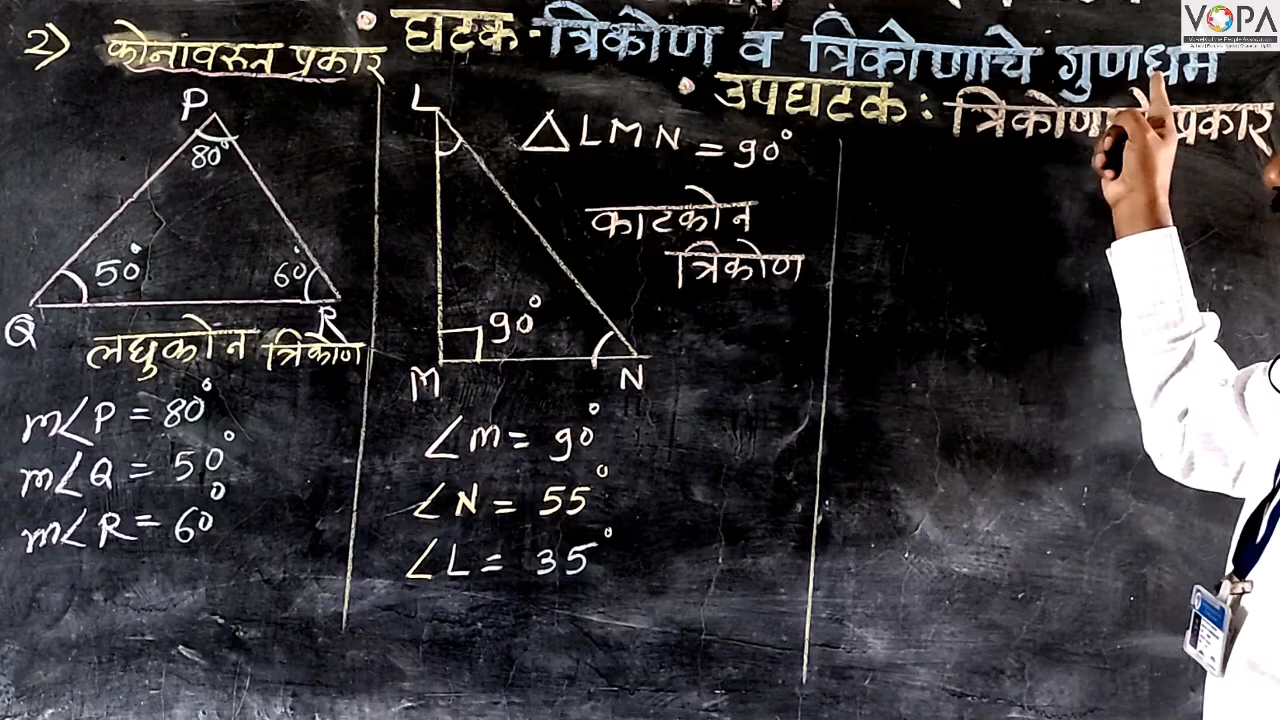 VOPA
घटक - त्रिकोण व त्रिकोणाचे गुणधर्म
उपघटक : त्रिकोणाचे प्रकार
2) कोनावरुन प्रकार
P
80°
50°
60°
Q
R
लघुकोन त्रिकोण
m∠P = 80°
m∠Q = 50°
m∠R = 60°
L
△LMN = 90°
काटकोन
त्रिकोण
90°
M
N
∠M = 90°
∠N = 55°
∠L = 35°